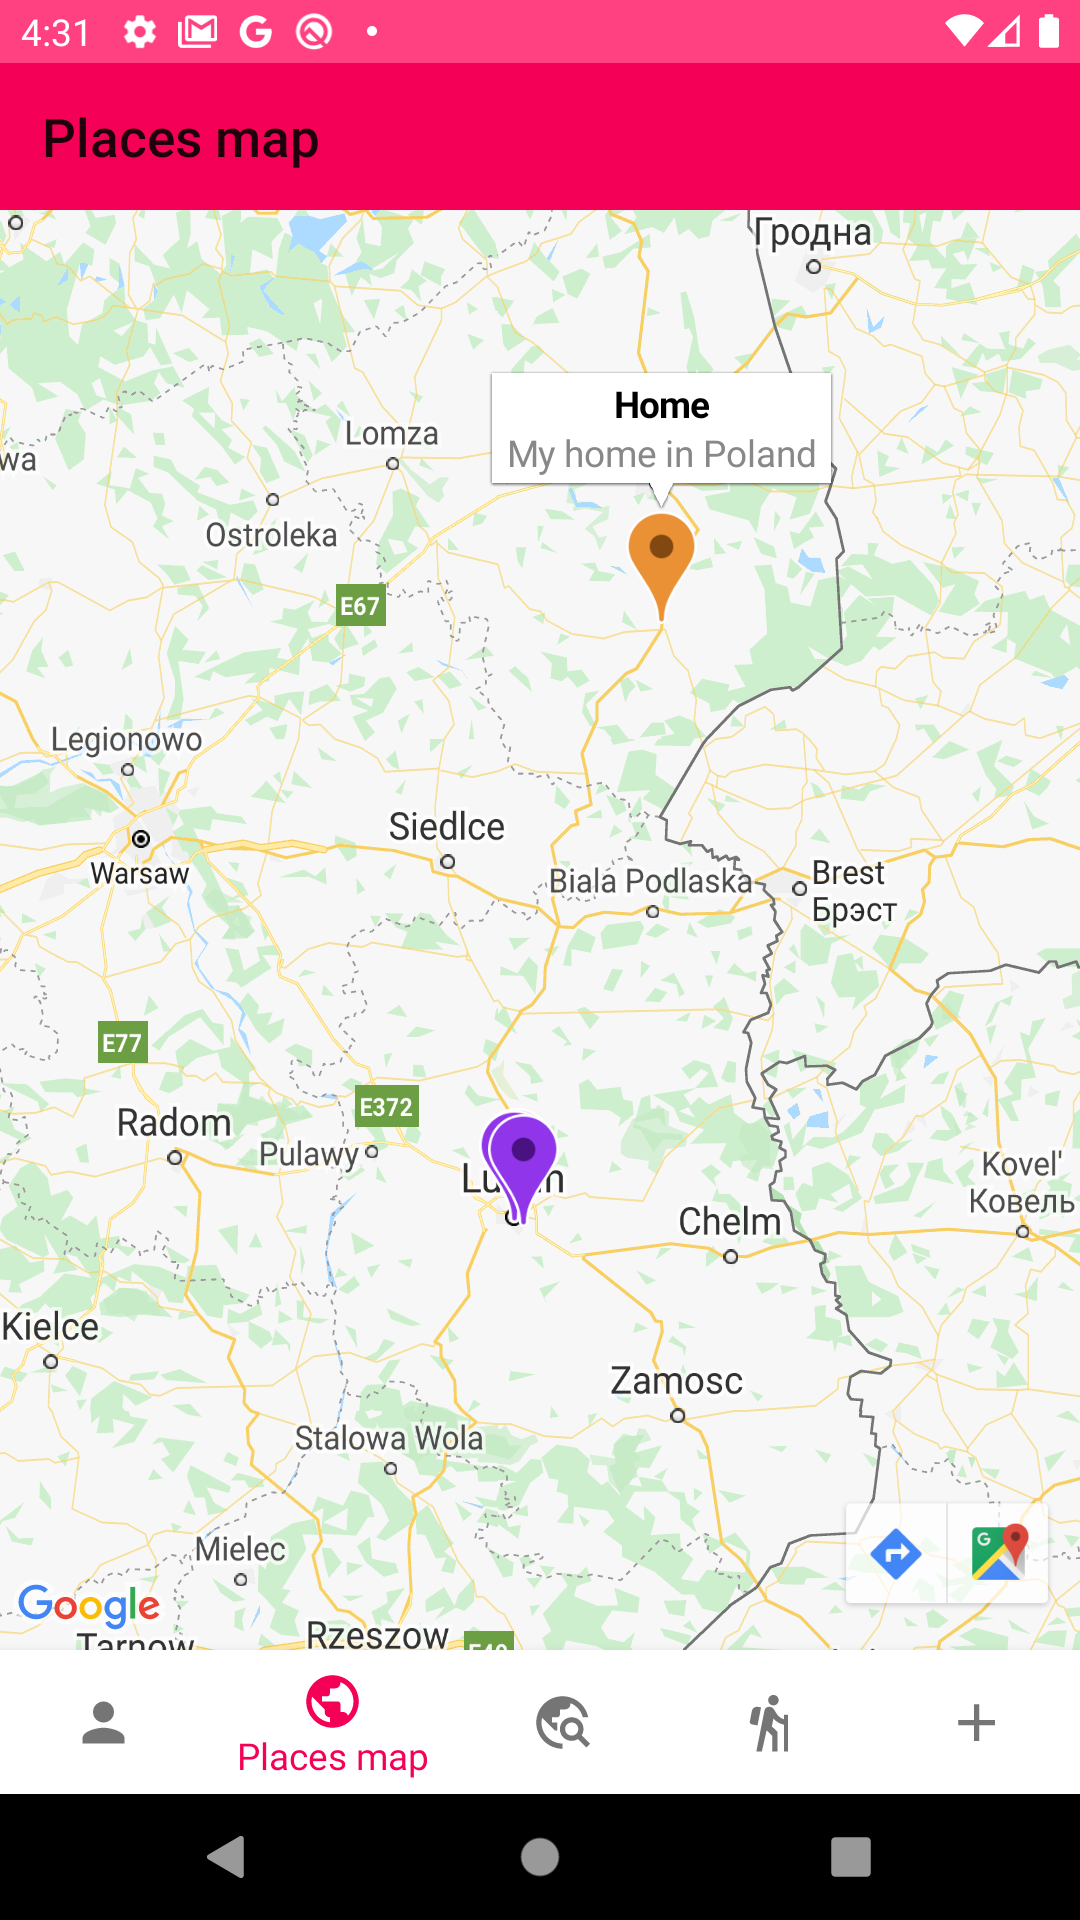 4:31
Places map
Гродна
Home
My home in Poland
Lomza
wa
Ostroleka
E67
Legionowo
Siedlce
Warsaw
Biala Podlaska
Brest
Брэст
E77
E372
Radom
Pulawy
Kovel'
Ковель
Chelm
Kielce
Zamosc
Stalowa Wola
Mielec
Google
Tarnow
Rzeszow
Places map